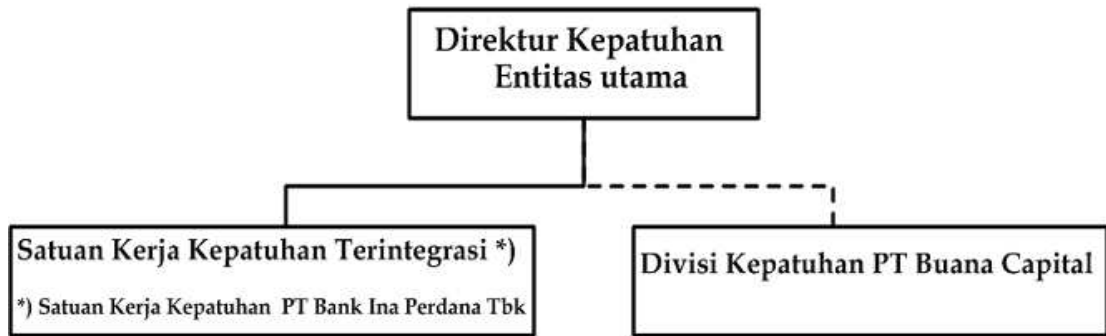 Direktur Kepatuhan
Entitas utama
Satuan Kerja Kepatuhan Terintegrasi *)
*) Satuan Kerja Kepatuhan PT Bank Ina Perdana Tbk
Divisi Kepatuhan PT Buana Capital